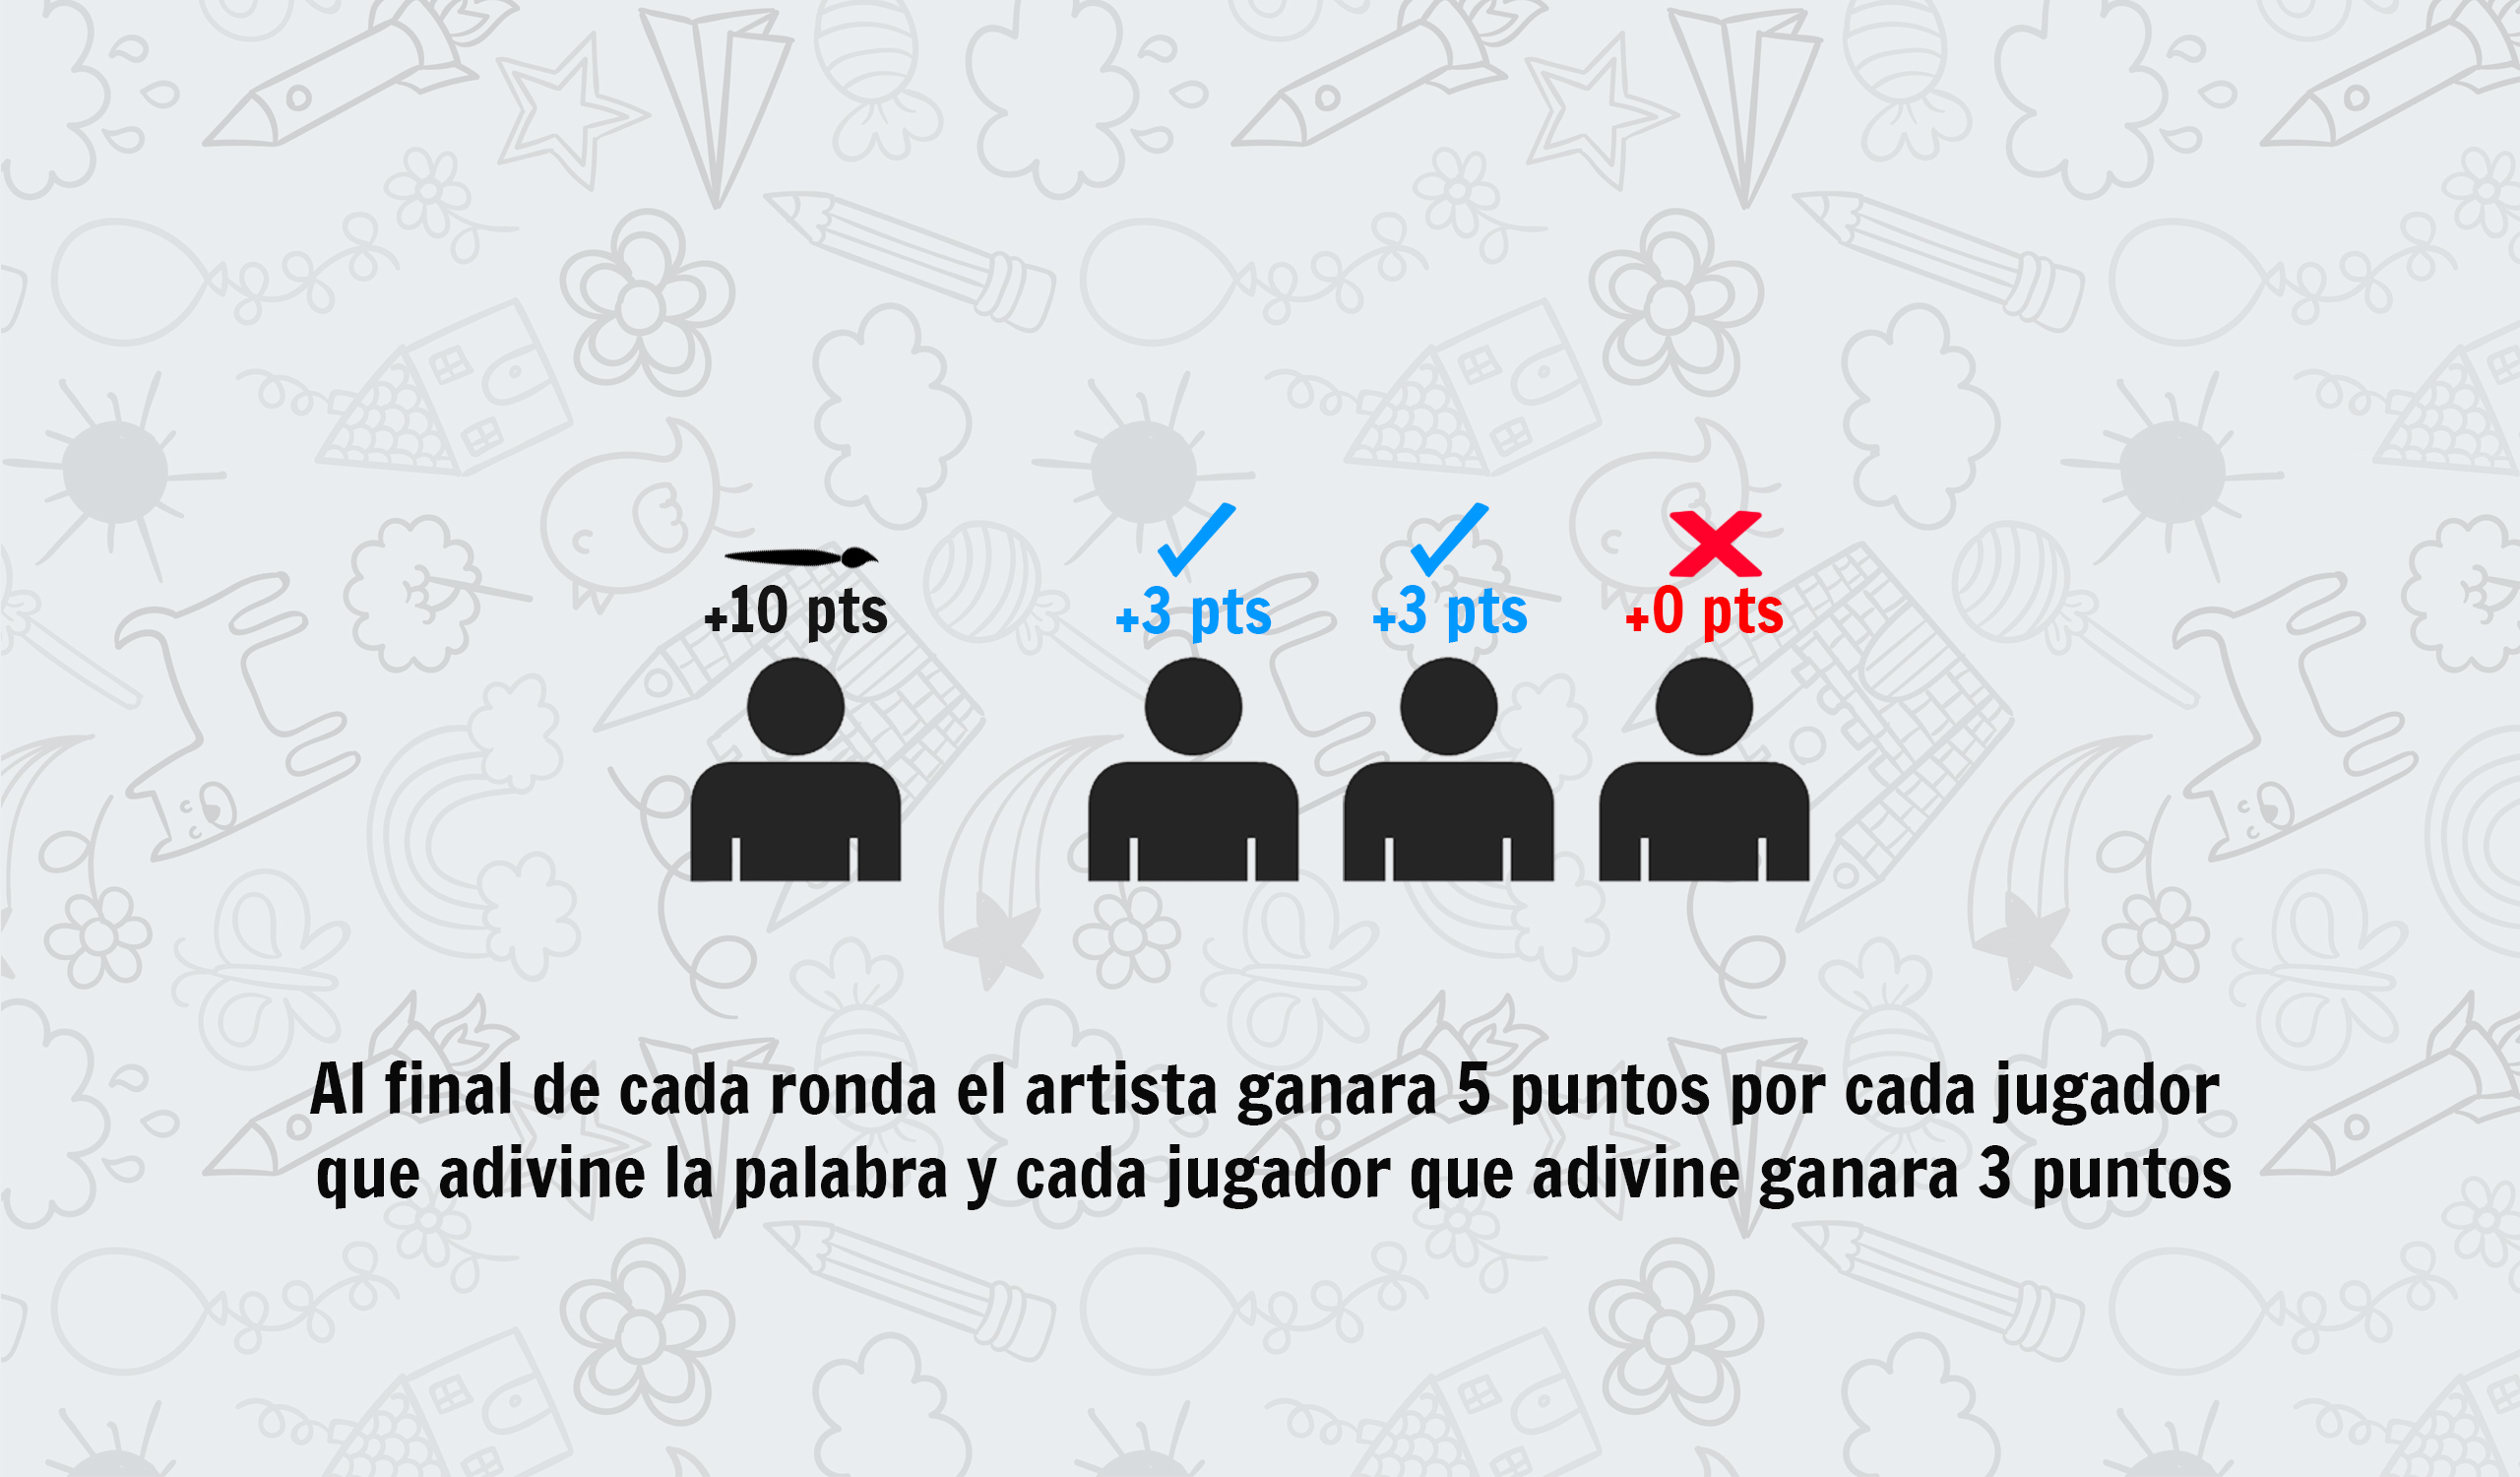 +10 pts +3 pts +3 pts +0 pts
Al final de cada ronda el artista ganara 5 puntos por cada jugador
que adivine la palabra y cada jugador que adivine ganara 3 puntos